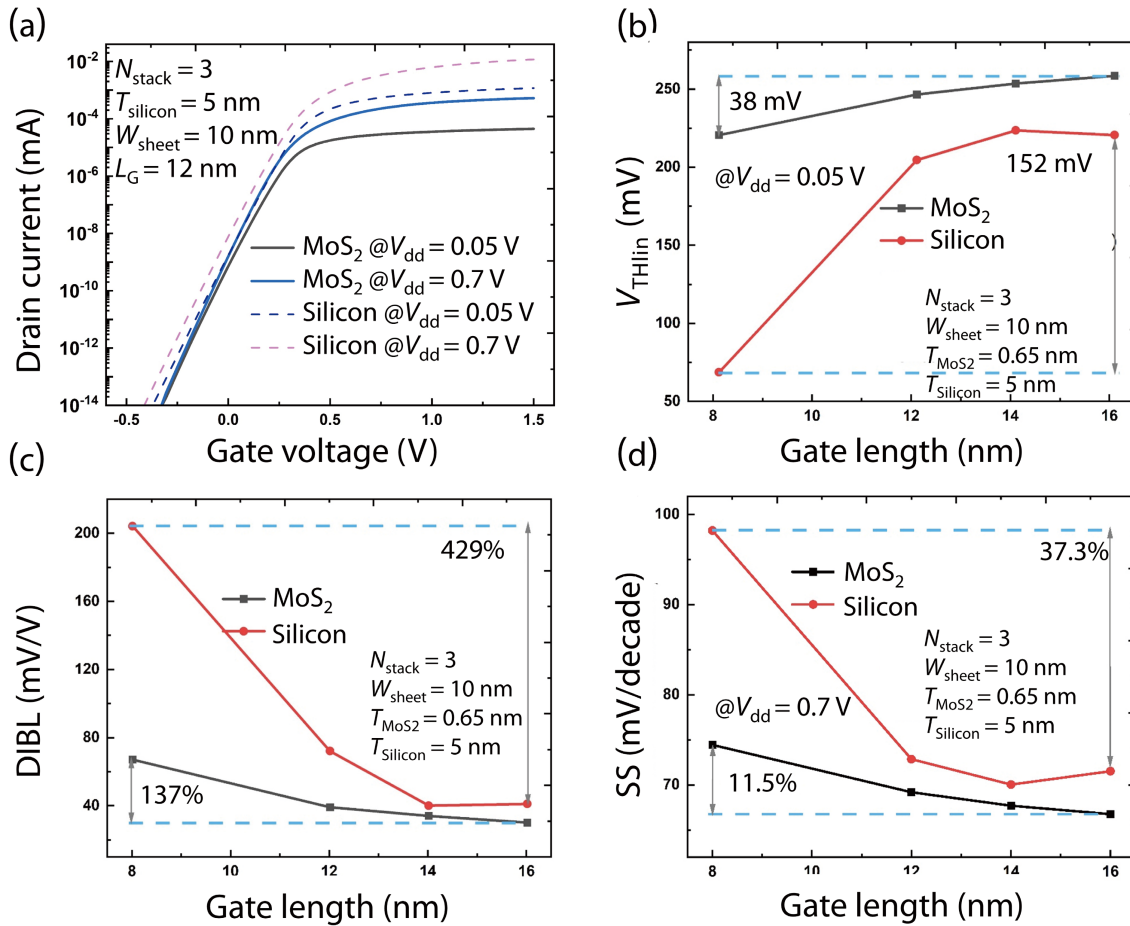 (a)
Drain current (mA)
10⁻²
10⁻⁴
10⁻⁶
10⁻⁸
10⁻¹⁰
10⁻¹²
10⁻¹⁴
N_stack = 3
T_silicon = 5 nm
W_sheet = 10 nm
L_G = 12 nm
MoS₂ @V_dd = 0.05 V
MoS₂ @V_dd = 0.7 V
Silicon @V_dd = 0.05 V
Silicon @V_dd = 0.7 V
-0.5 0.0 0.5 1.0 1.5
Gate voltage (V)
(b)
V_THlin (mV)
250
200
150
100
50
38 mV
@V_dd = 0.05 V
152 mV
MoS₂
Silicon
N_stack = 3
W_sheet = 10 nm
T_MoS2 = 0.65 nm
T_Silicon = 5 nm
8 10 12 14 16
Gate length (nm)
(c)
DIBL (mV/V)
200
160
120
80
40
429%
MoS₂
Silicon
N_stack = 3
W_sheet = 10 nm
T_MoS2 = 0.65 nm
T_Silicon = 5 nm
137%
8 10 12 14 16
Gate length (nm)
(d)
SS (mV/decade)
100
90
80
70
37.3%
MoS₂
Silicon
N_stack = 3
W_sheet = 10 nm
T_MoS2 = 0.65 nm
T_Silicon = 5 nm
@V_dd = 0.7 V
11.5%
8 10 12 14 16
Gate length (nm)